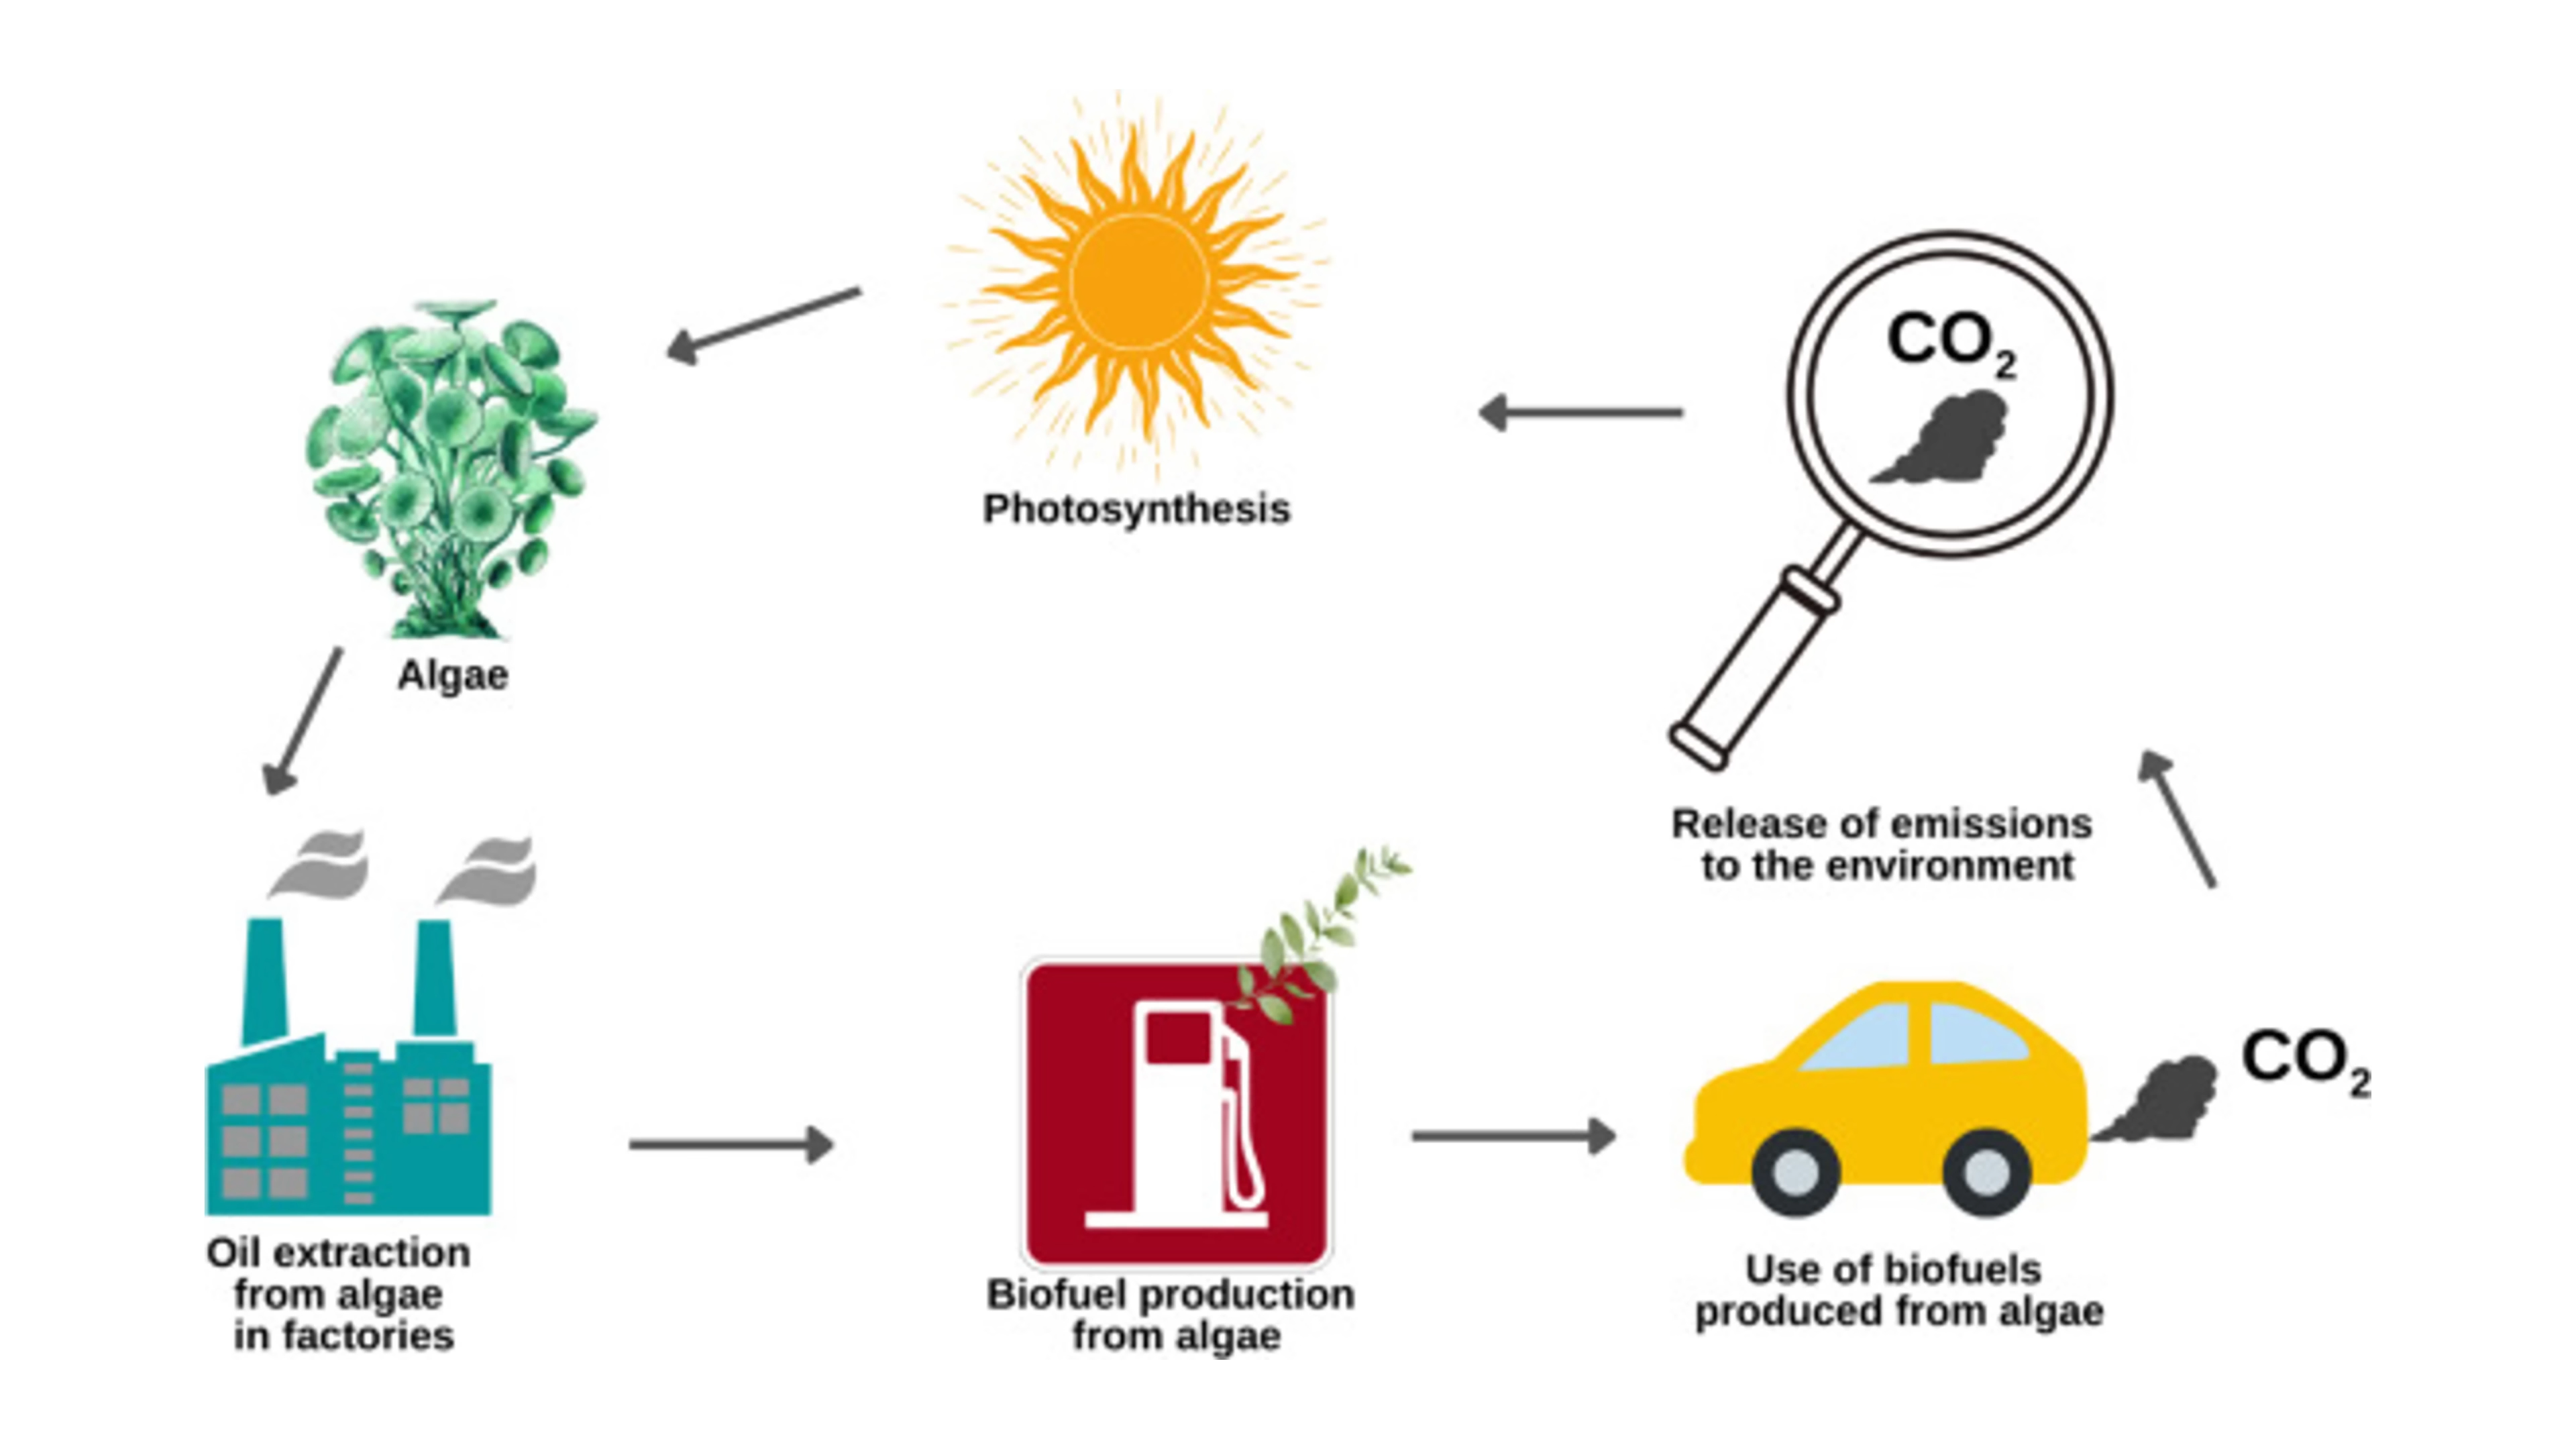 CO₂
Photosynthesis
Algae
Release of emissions
to the environment
CO₂
Oil extraction
from algae
in factories
Biofuel production
from algae
Use of biofuels
produced from algae